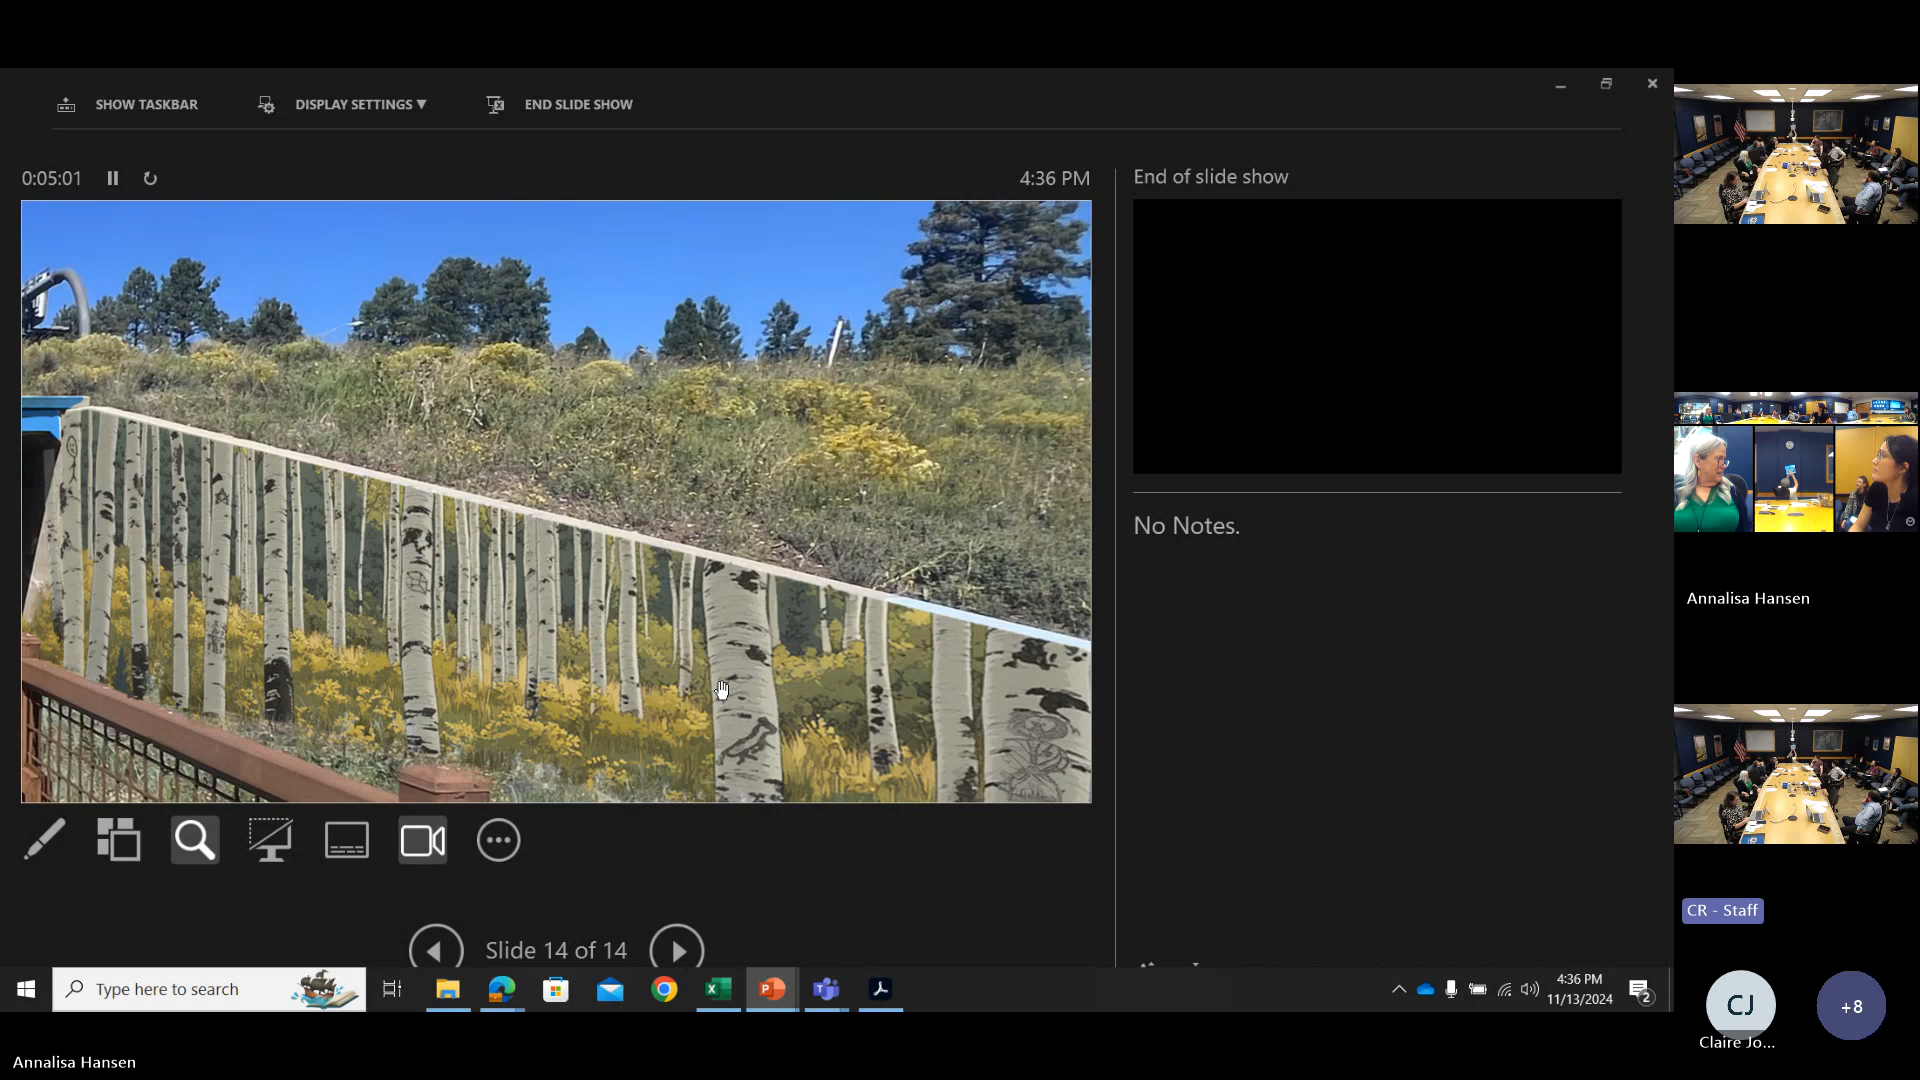 SHOW TASKBAR
DISPLAY SETTINGS ▼
END SLIDE SHOW
0:05:01
4:36 PM
End of slide show
No Notes.
Slide 14 of 14
Type here to search
4:36 PM
11/13/2024
2
Annalisa Hansen
CR - Staff
CJ
+8
Claire Jo...
Annalisa Hansen